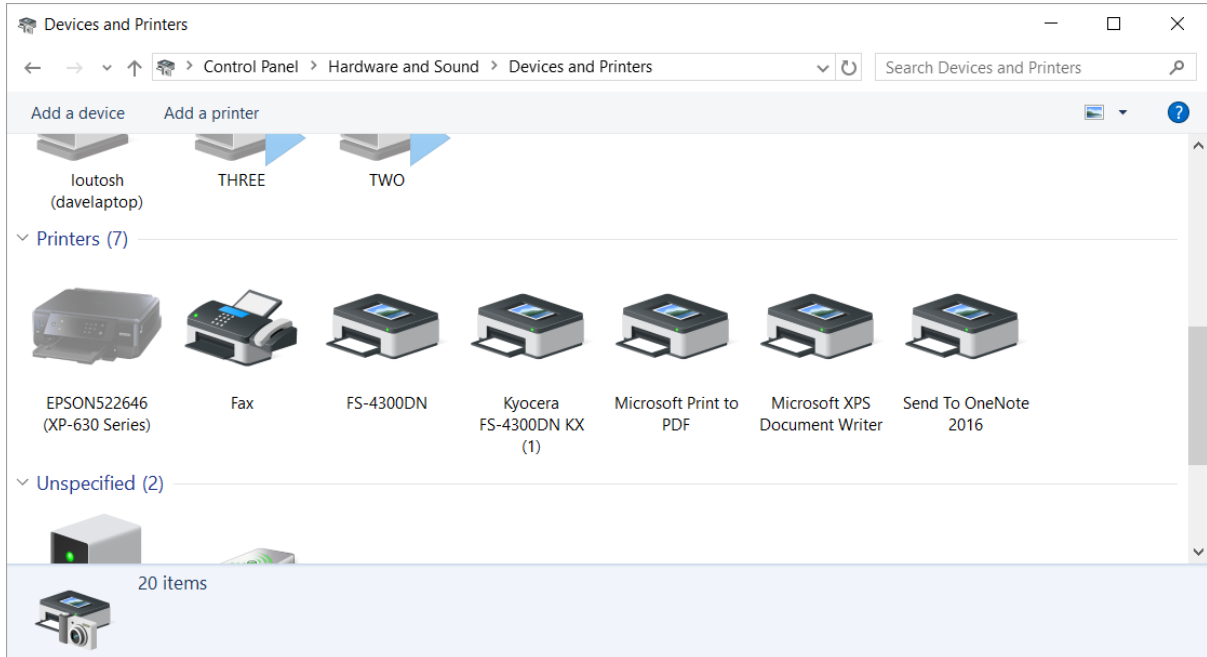 Devices and Printers
Control Panel > Hardware and Sound > Devices and Printers
Search Devices and Printers
Add a device Add a printer
?
loutosh
(davelaptop)
THREE
TWO
Printers (7)
EPSON522646
(XP-630 Series)
Fax
FS-4300DN
Kyocera
FS-4300DN KX
(1)
Microsoft Print to
PDF
Microsoft XPS
Document Writer
Send To OneNote
2016
Unspecified (2)
20 items